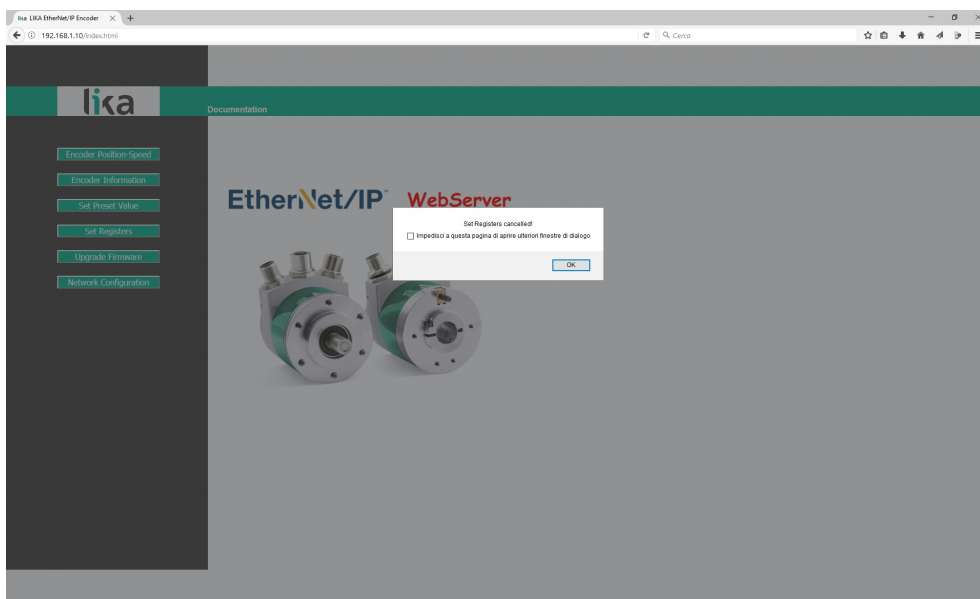 lika LIKA EtherNet/IP Encoder
192.168.1.10/index.html
Cerca
lika
Documentation
Encoder Position-Speed
Encoder Information
Set Preset Value
Set Registers
Upgrade Firmware
Network Configuration
EtherNet/IP™ WebServer
Set Registers cancelled!
Impedisci a questa pagina di aprire ulteriori finestre di dialogo
OK